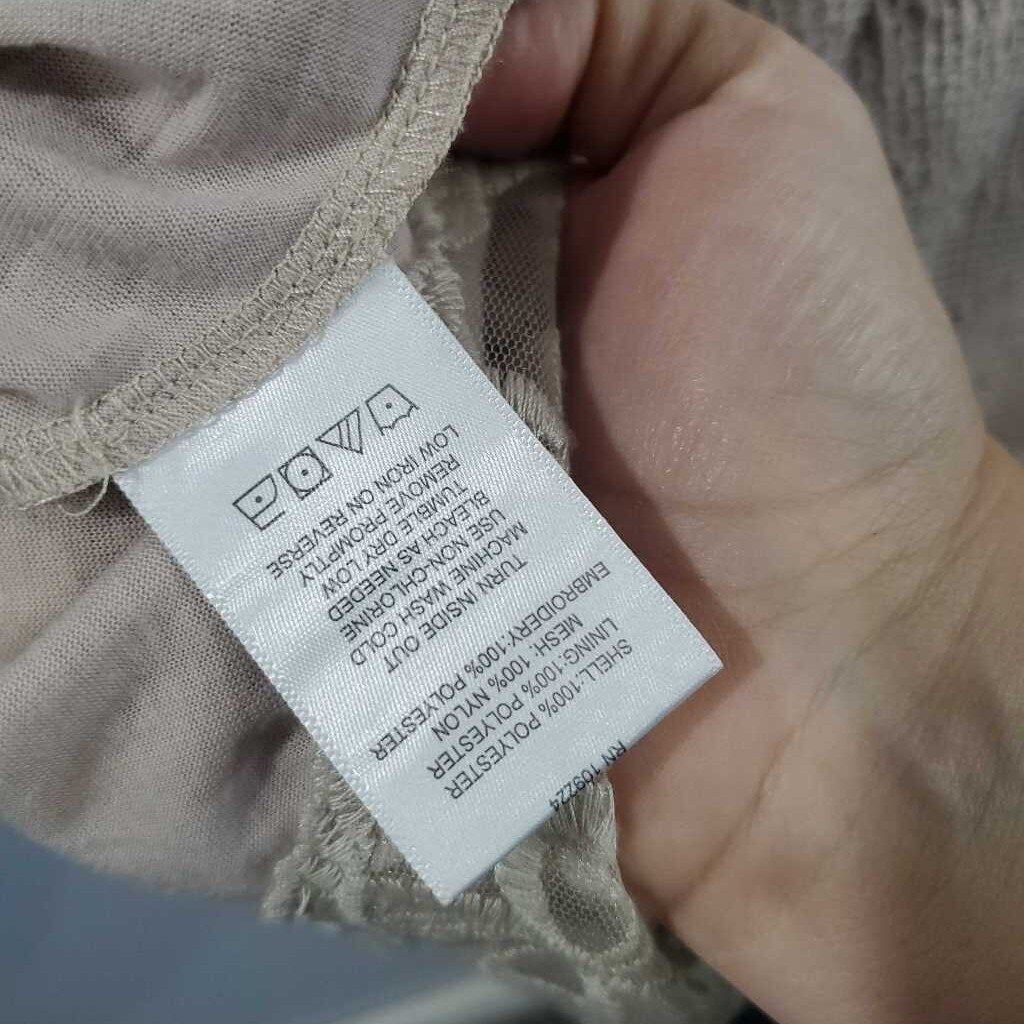 RN 109224
SHELL:100% POLYESTER
LINING:100% POLYESTER
MESH: 100% NYLON
EMBROIDERY:100% POLYESTER
TURN INSIDE OUT
MACHINE WASH COLD
USE NON-CHLORINE
BLEACH AS NEEDED
TUMBLE DRY LOW
REMOVE PROMPTLY
LOW IRON ON REVERSE